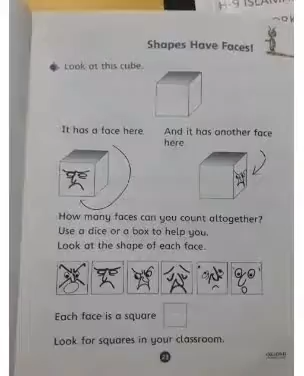 Shapes Have Faces!
Look at this cube.
It has a face here
And it has another face
here
How many faces can you count altogether?
Use a dice or a box to help you.
Look at the shape of each face.
Each face is a square
Look for squares in your classroom.